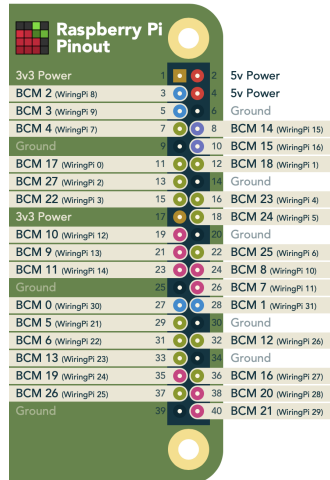 Raspberry Pi
Pinout
3v3 Power 1 2 5v Power
BCM 2 (WiringPi 8) 3 4 5v Power
BCM 3 (WiringPi 9) 5 6 Ground
BCM 4 (WiringPi 7) 7 8 BCM 14 (WiringPi 15)
Ground 9 10 BCM 15 (WiringPi 16)
BCM 17 (WiringPi 0) 11 12 BCM 18 (WiringPi 1)
BCM 27 (WiringPi 2) 13 14 Ground
BCM 22 (WiringPi 3) 15 16 BCM 23 (WiringPi 4)
3v3 Power 17 18 BCM 24 (WiringPi 5)
BCM 10 (WiringPi 12) 19 20 Ground
BCM 9 (WiringPi 13) 21 22 BCM 25 (WiringPi 6)
BCM 11 (WiringPi 14) 23 24 BCM 8 (WiringPi 10)
Ground 25 26 BCM 7 (WiringPi 11)
BCM 0 (WiringPi 30) 27 28 BCM 1 (WiringPi 31)
BCM 5 (WiringPi 21) 29 30 Ground
BCM 6 (WiringPi 22) 31 32 BCM 12 (WiringPi 26)
BCM 13 (WiringPi 23) 33 34 Ground
BCM 19 (WiringPi 24) 35 36 BCM 16 (WiringPi 27)
BCM 26 (WiringPi 25) 37 38 BCM 20 (WiringPi 28)
Ground 39 40 BCM 21 (WiringPi 29)